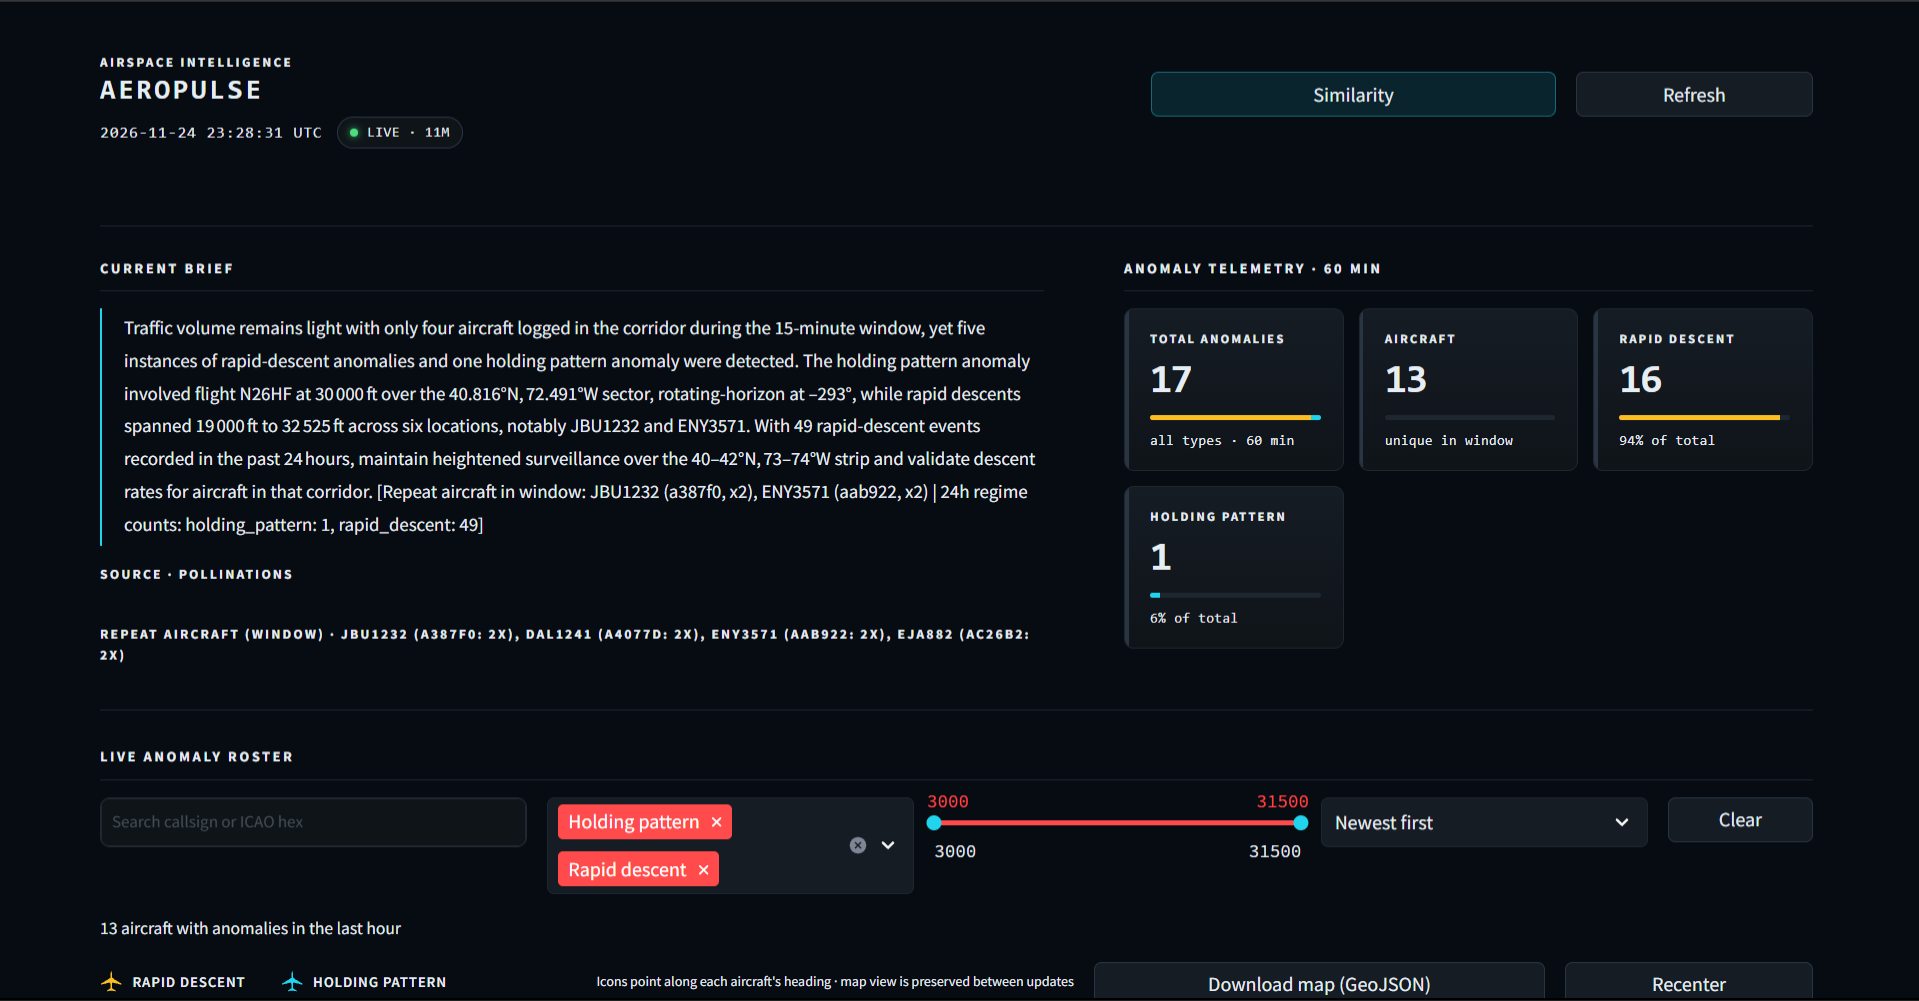 AIRSPACE INTELLIGENCE
AEROPULSE
2026-11-24 23:28:31 UTC
LIVE · 11M
Similarity
Refresh
CURRENT BRIEF
Traffic volume remains light with only four aircraft logged in the corridor during the 15-minute window, yet five
instances of rapid-descent anomalies and one holding pattern anomaly were detected. The holding pattern anomaly
involved flight N26HF at 30 000 ft over the 40.816°N, 72.491°W sector, rotating-horizon at –293°, while rapid descents
spanned 19 000 ft to 32 525 ft across six locations, notably JBU1232 and ENY3571. With 49 rapid-descent events
recorded in the past 24 hours, maintain heightened surveillance over the 40–42°N, 73–74°W strip and validate descent
rates for aircraft in that corridor. [Repeat aircraft in window: JBU1232 (a387f0, x2), ENY3571 (aab922, x2) | 24h regime
counts: holding_pattern: 1, rapid_descent: 49]
SOURCE · POLLINATIONS
REPEAT AIRCRAFT (WINDOW) · JBU1232 (A387F0: 2X), DAL1241 (A4077D: 2X), ENY3571 (AAB922: 2X), EJA882 (AC26B2:
2X)
ANOMALY TELEMETRY · 60 MIN
TOTAL ANOMALIES
17
all types · 60 min
AIRCRAFT
13
unique in window
RAPID DESCENT
16
94% of total
HOLDING PATTERN
1
6% of total
LIVE ANOMALY ROSTER
Search callsign or ICAO hex
Holding pattern ×
Rapid descent ×
3000 31500
3000 31500
Newest first
Clear
13 aircraft with anomalies in the last hour
RAPID DESCENT
HOLDING PATTERN
Icons point along each aircraft's heading · map view is preserved between updates
Download map (GeoJSON)
Recenter